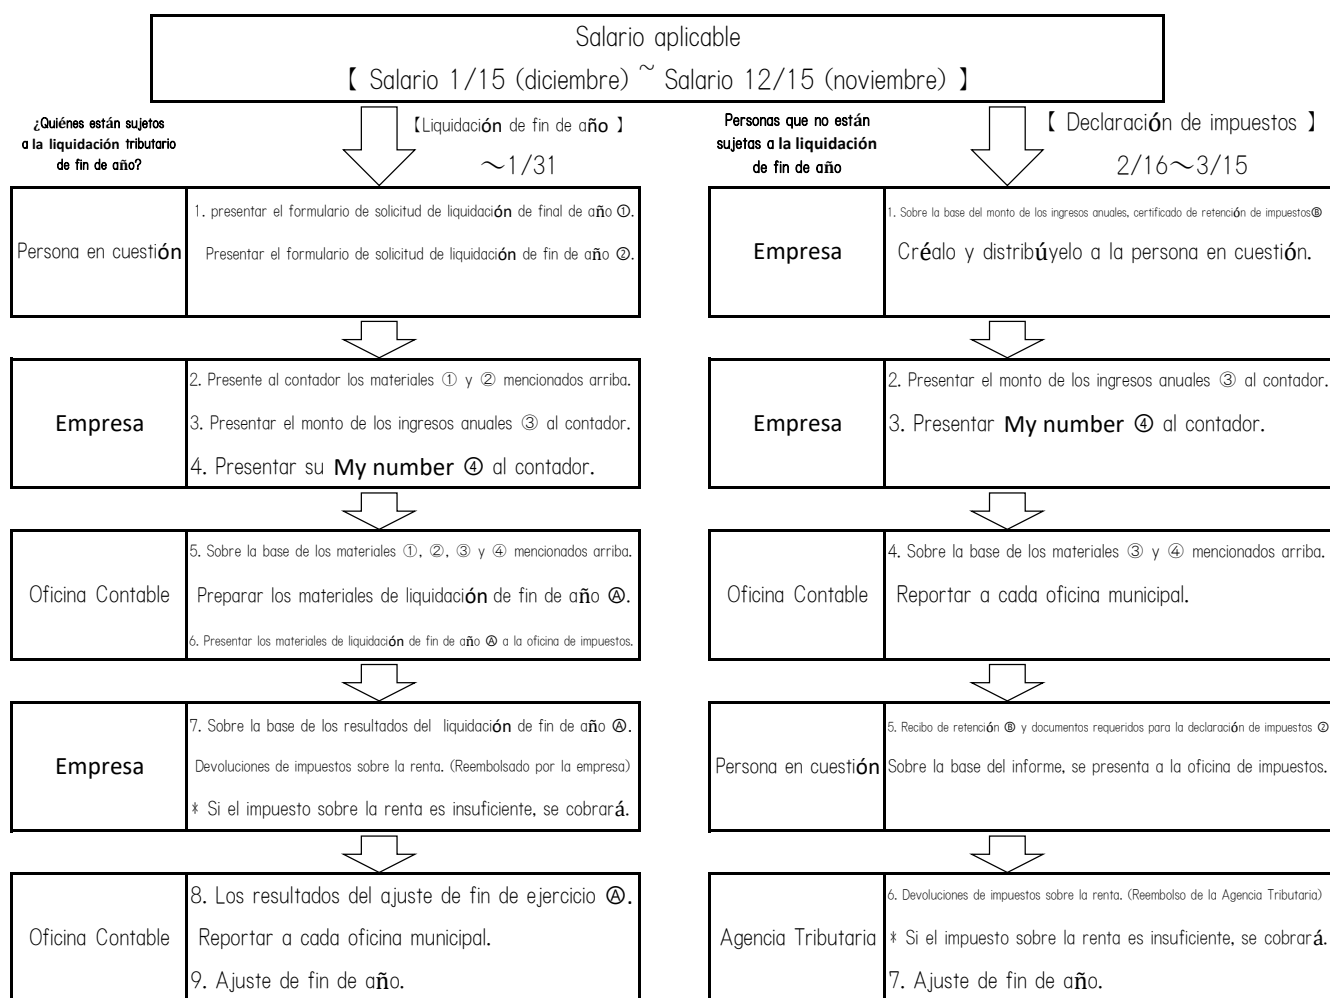 Salario aplicable
【 Salario 1/15 (diciembre) ~ Salario 12/15 (noviembre) 】
¿Quiénes están sujetos
a la liquidación tributario
de fin de año?
【Liquidación de fin de año 】
～1/31
Persona en cuestión
1. presentar el formulario de solicitud de liquidación de final de año ①.
Presentar el formulario de solicitud de liquidación de fin de año ②.
Empresa
2. Presente al contador los materiales ① y ② mencionados arriba.
3. Presentar el monto de los ingresos anuales ③ al contador.
4. Presentar su My number ④ al contador.
Oficina Contable
5. Sobre la base de los materiales ①, ②, ③ y ④ mencionados arriba.
Preparar los materiales de liquidación de fin de año Ⓐ.
6. Presentar los materiales de liquidación de fin de año Ⓐ a la oficina de impuestos.
Empresa
7. Sobre la base de los resultados del liquidación de fin de año Ⓐ.
Devoluciones de impuestos sobre la renta. (Reembolsado por la empresa)
* Si el impuesto sobre la renta es insuficiente, se cobrará.
Oficina Contable
8. Los resultados del ajuste de fin de ejercicio Ⓐ.
Reportar a cada oficina municipal.
9. Ajuste de fin de año.
Personas que no están
sujetas a la liquidación
de fin de año
【 Declaración de impuestos 】
2/16～3/15
Empresa
1. Sobre la base del monto de los ingresos anuales, certificado de retención de impuestosⒷ
Créalo y distribúyelo a la persona en cuestión.
Empresa
2. Presentar el monto de los ingresos anuales ③ al contador.
3. Presentar My number ④ al contador.
Oficina Contable
4. Sobre la base de los materiales ③ y ④ mencionados arriba.
Reportar a cada oficina municipal.
Persona en cuestión
5. Recibo de retención Ⓑ y documentos requeridos para la declaración de impuestos ②
Sobre la base del informe, se presenta a la oficina de impuestos.
Agencia Tributaria
6. Devoluciones de impuestos sobre la renta. (Reembolso de la Agencia Tributaria)
* Si el impuesto sobre la renta es insuficiente, se cobrará.
7. Ajuste de fin de año.